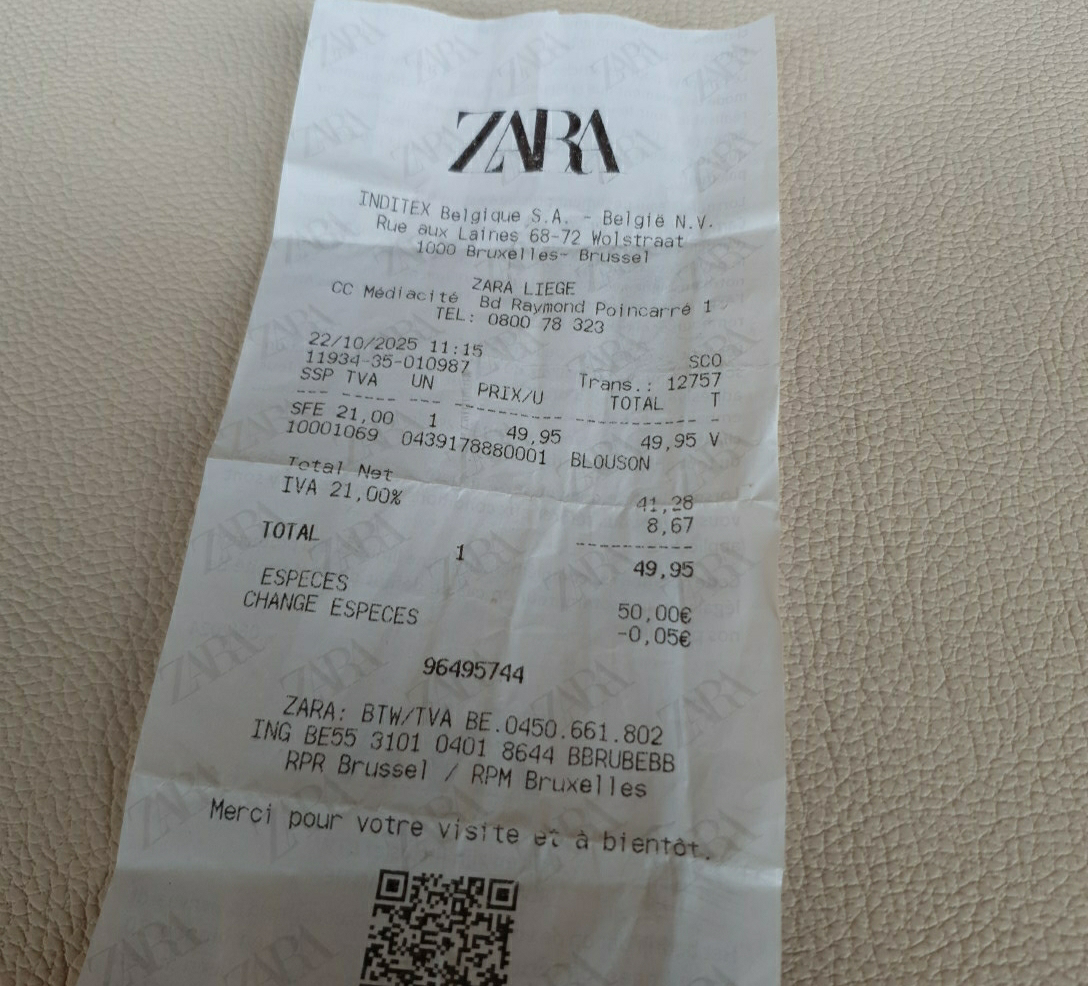 ZARA
INDITEX Belgique S.A. - België N.V.
Rue aux Laines 68-72 Wolstraat
1000 Bruxelles- Brussel
ZARA LIEGE
CC Médiacité Bd Raymond Poincarré 1
TEL: 0800 78 323
22/10/2025 11:15 SCO
11934-35-010987 Trans.: 12757
SSP TVA UN PRIX/U TOTAL T
SFE 21,00 1 49,95 49,95 V
10001069 0439178880001 BLOUSON
Total Net 41,28
IVA 21,00% 8,67
TOTAL 1 49,95
ESPECES 50,00€
CHANGE ESPECES -0,05€
96495744
ZARA: BTW/TVA BE.0450.661.802
ING BE55 3101 0401 8644 BBRUBEBB
RPR Brussel / RPM Bruxelles
Merci pour votre visite et à bientôt.